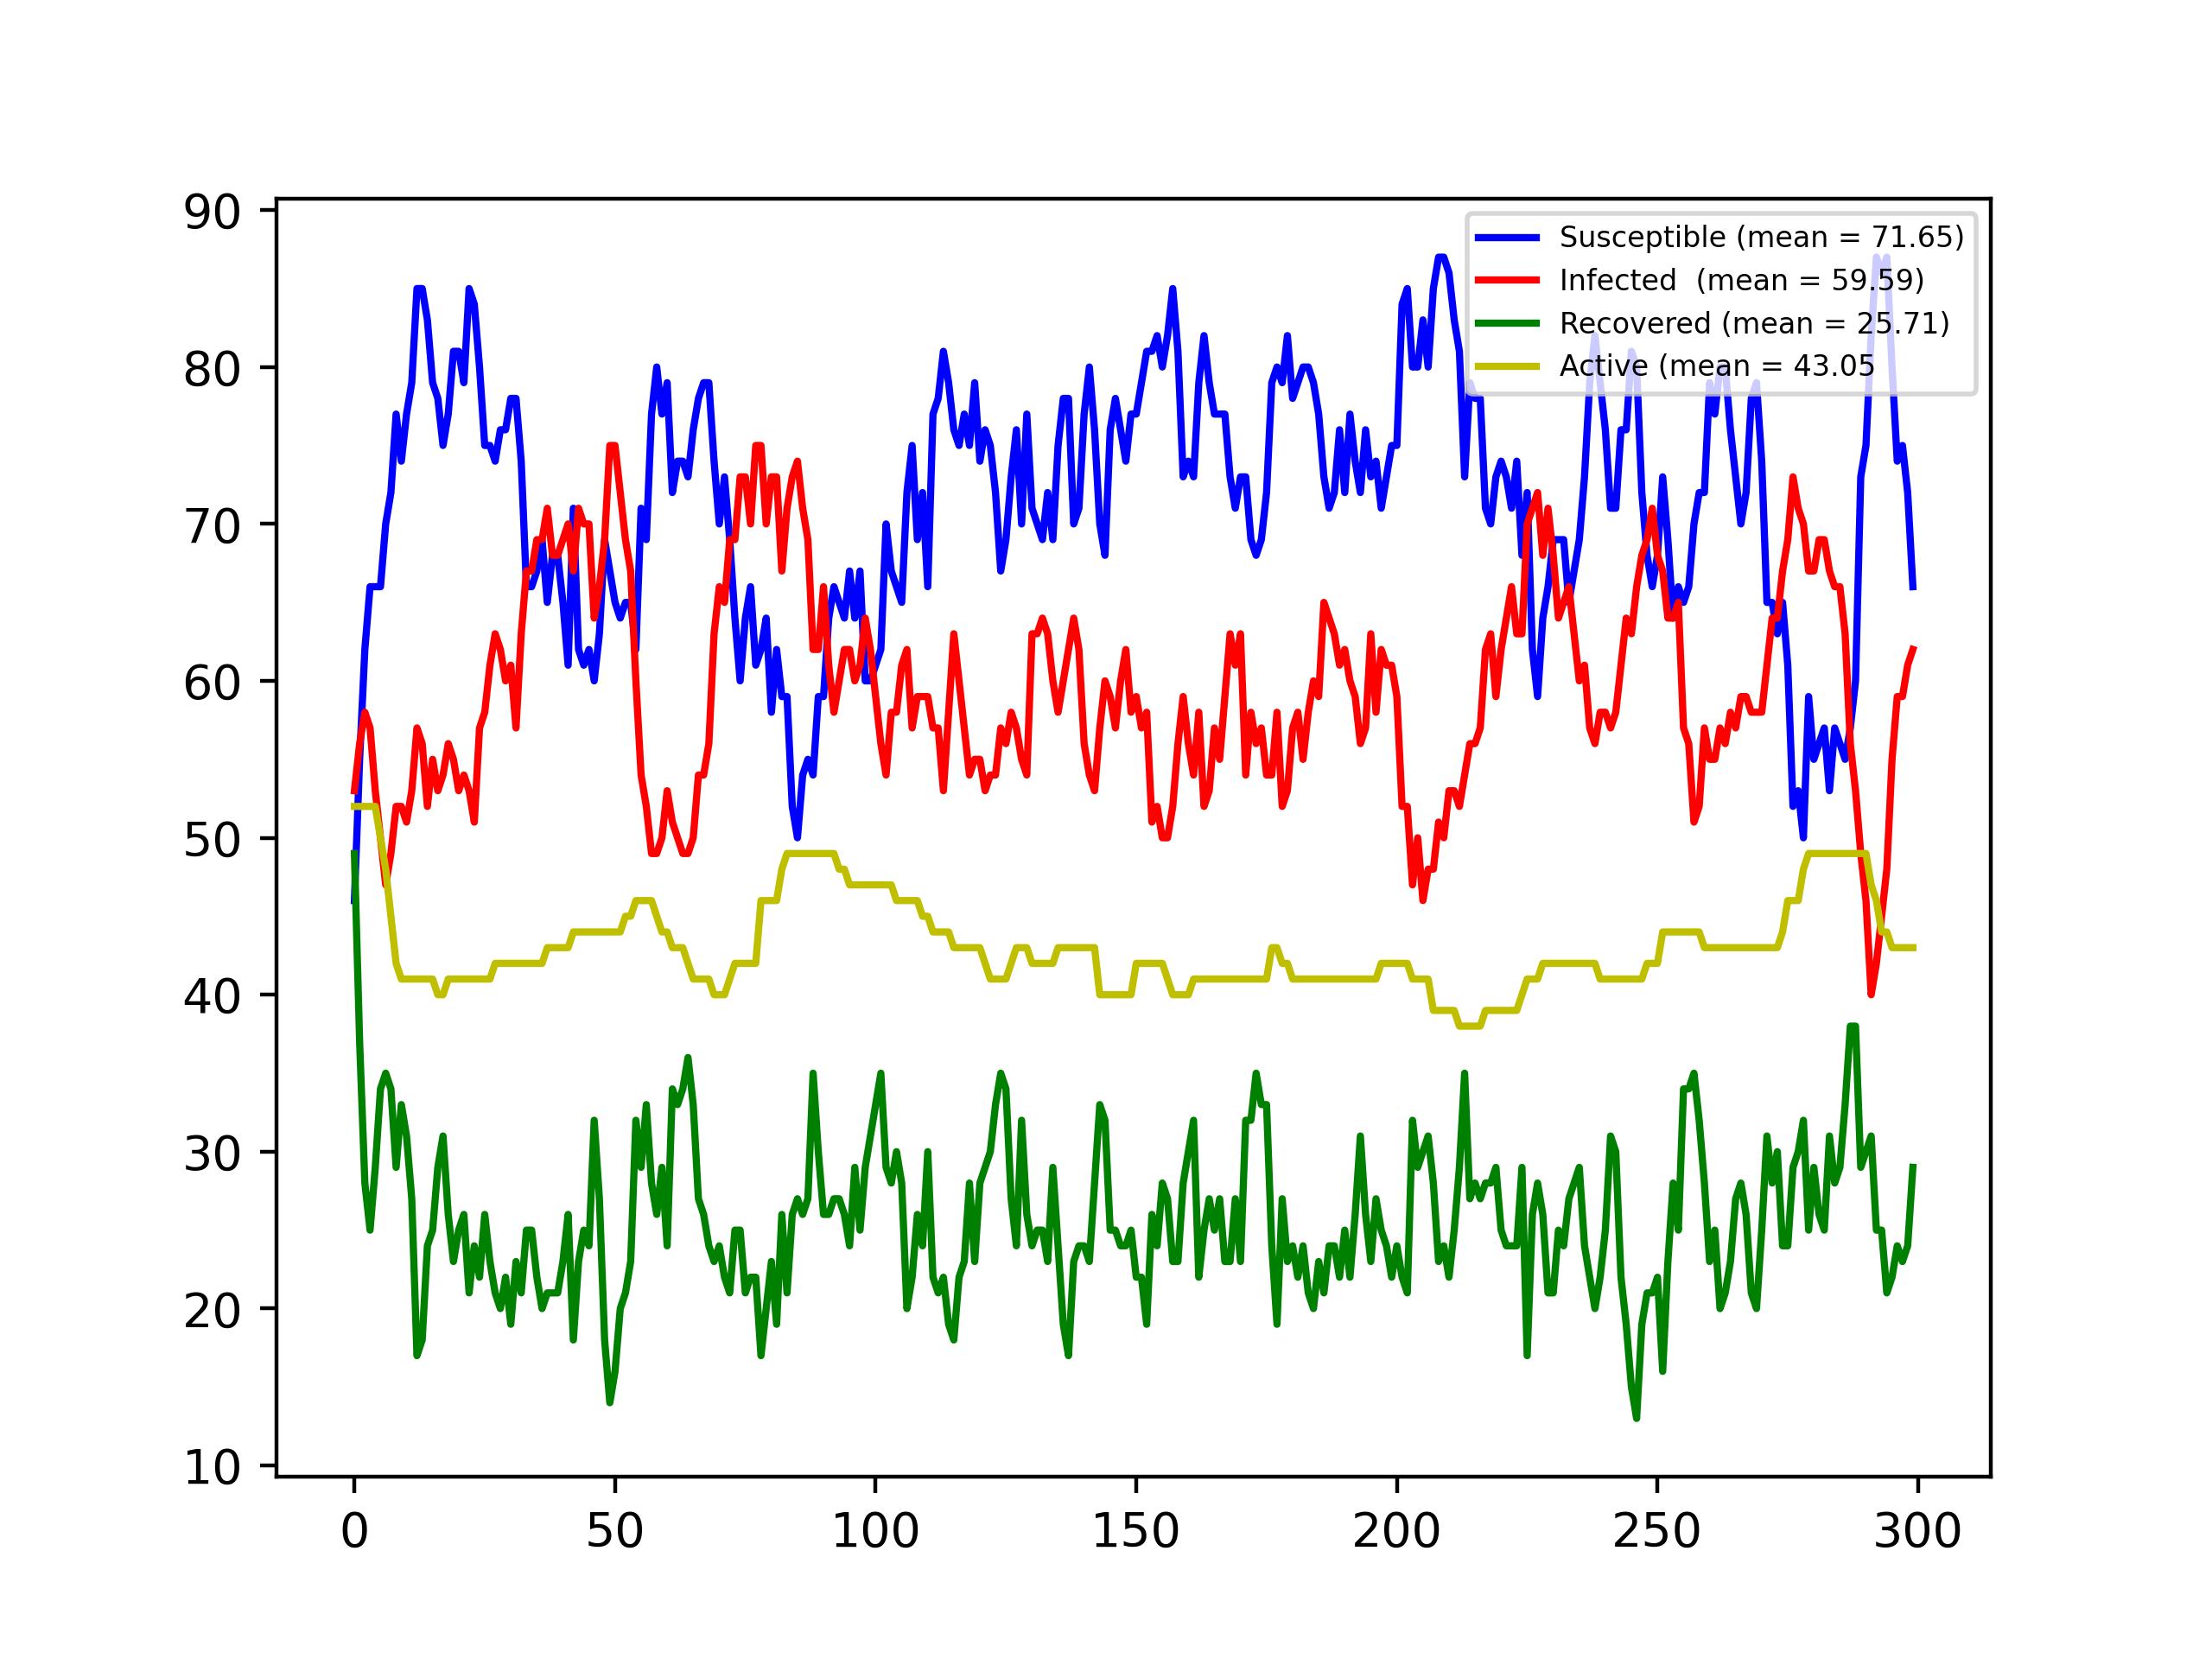 90
80
70
60
50
40
30
20
10
0 50 100 150 200 250 300
Susceptible (mean = 71.65)
Infected  (mean = 59.59)
Recovered (mean = 25.71)
Active (mean = 43.05